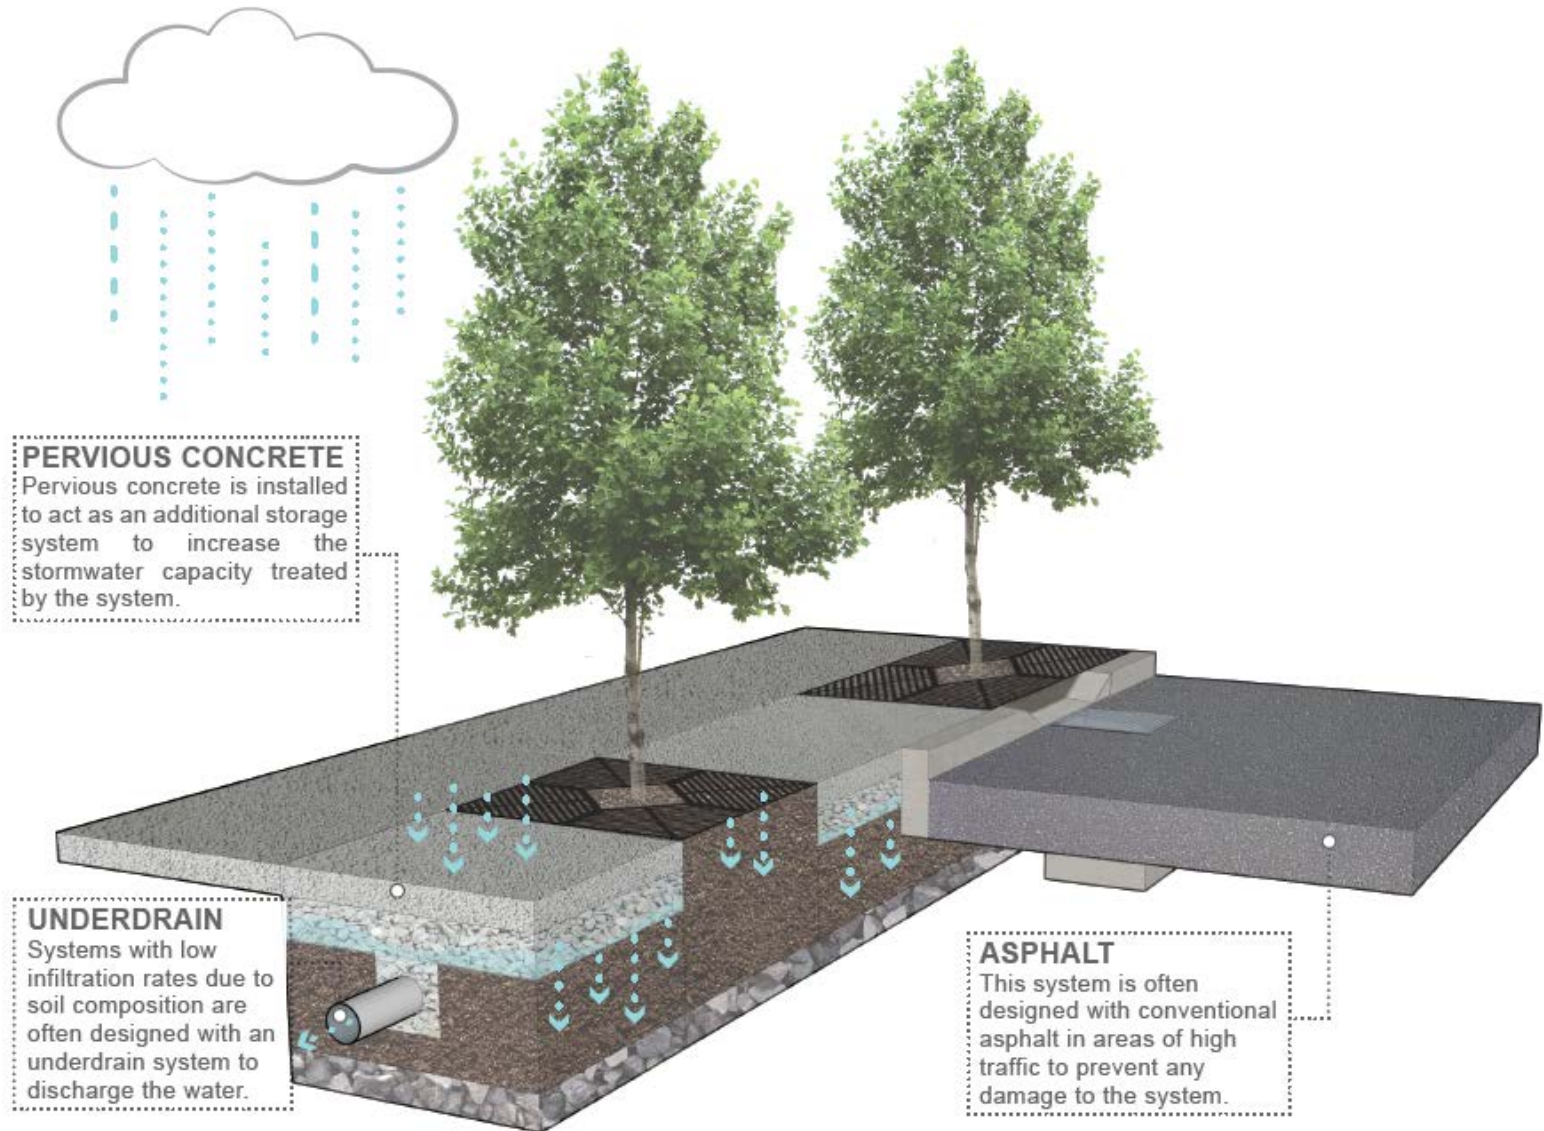 PERVIOUS CONCRETE
Pervious concrete is installed
to act as an additional storage
system to increase the
stormwater capacity treated
by the system.
UNDERDRAIN
Systems with low
infiltration rates due to
soil composition are
often designed with an
underdrain system to
discharge the water.
ASPHALT
This system is often
designed with conventional
asphalt in areas of high
traffic to prevent any
damage to the system.